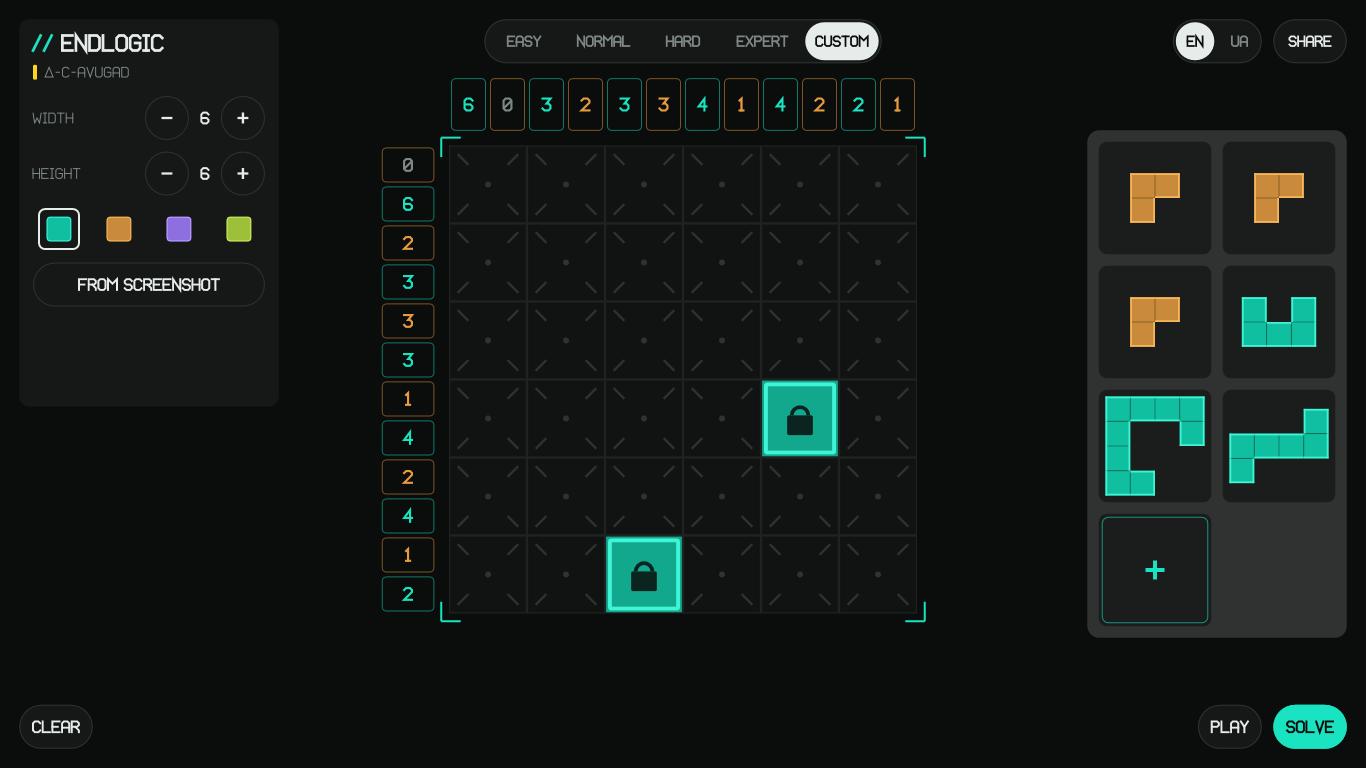 // ENDLOGIC
Δ-C-AVUGAD
WIDTH − 6 +
HEIGHT − 6 +
FROM SCREENSHOT
EASY NORMAL HARD EXPERT CUSTOM
EN UA SHARE
6 0 3 2 3 3 4 1 4 2 2 1
0
6
2
3
3
3
1
4
2
4
1
2
+
CLEAR
PLAY SOLVE